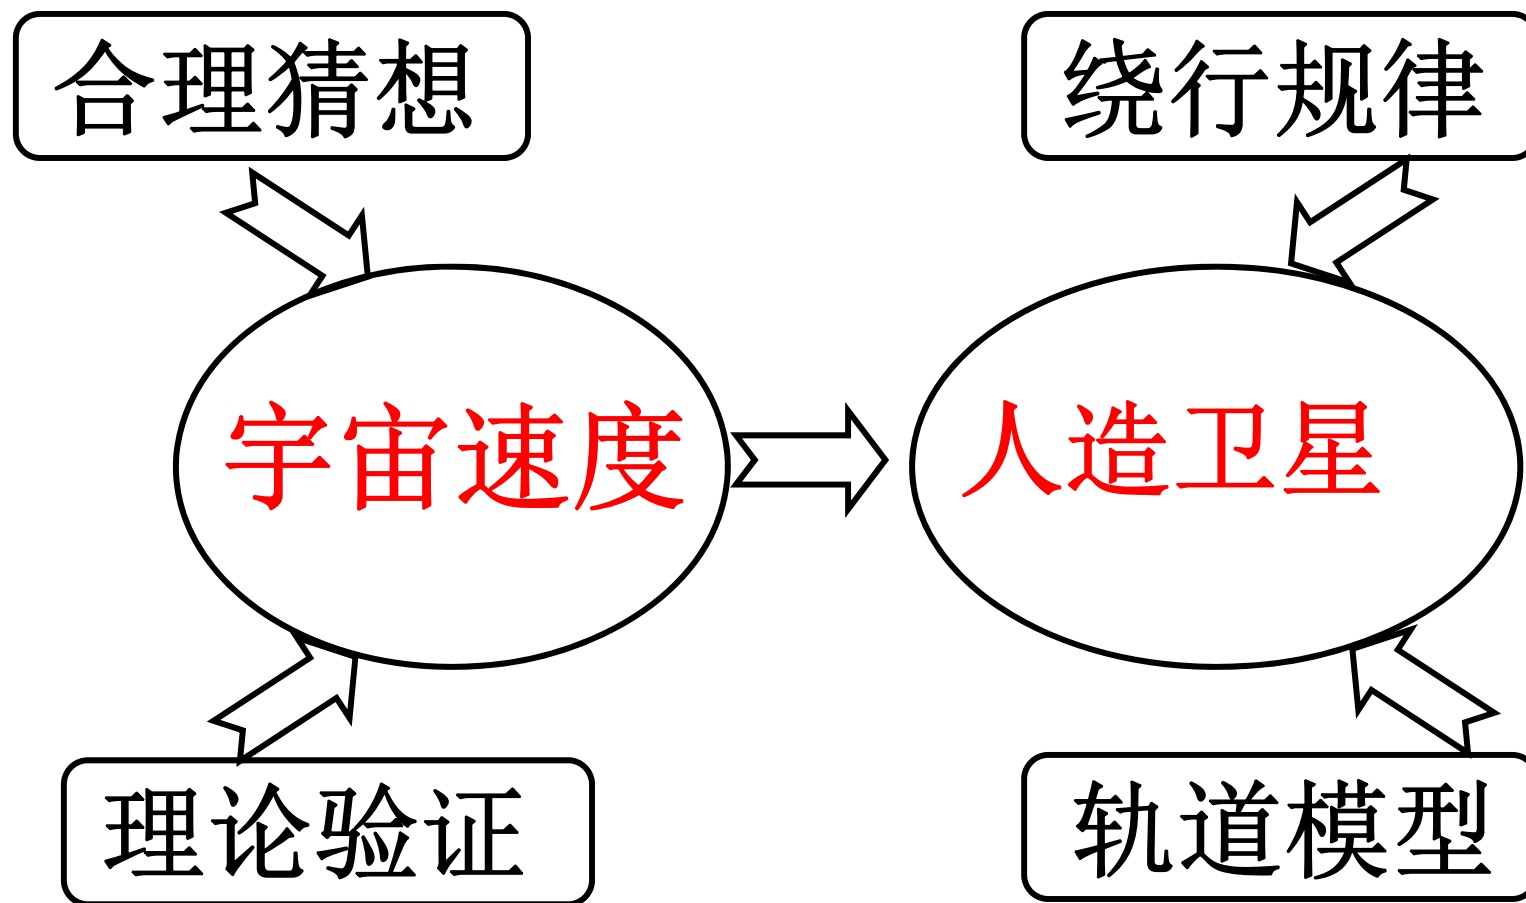 合理猜想
绕行规律
宇宙速度
人造卫星
理论验证
轨道模型